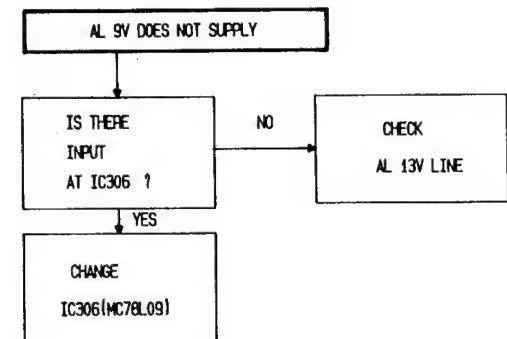 AL 9V DOES NOT SUPPLY
IS THERE
INPUT
AT IC306 ?
NO
CHECK
AL 13V LINE
YES
CHANGE
IC306(MC78L09)